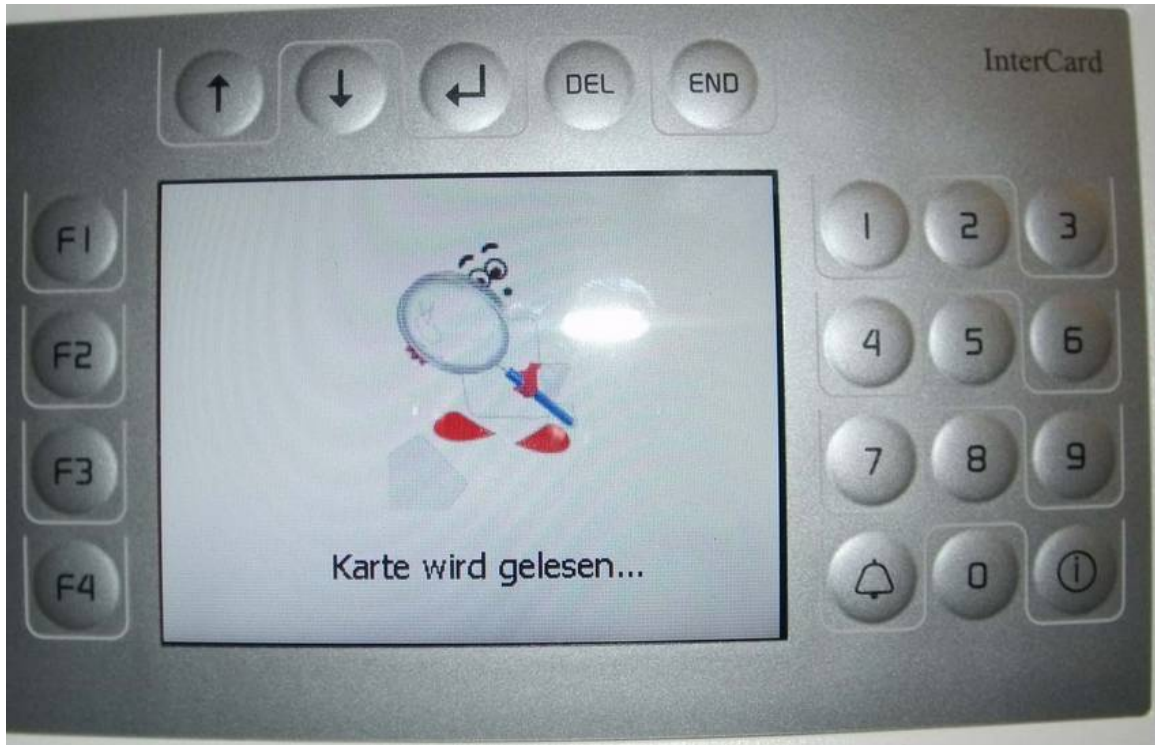 InterCard
↑ ↓ ↵ DEL END
F1
1 2 3
F2
4 5 6
F3
7 8 9
F4
0 i
Karte wird gelesen...